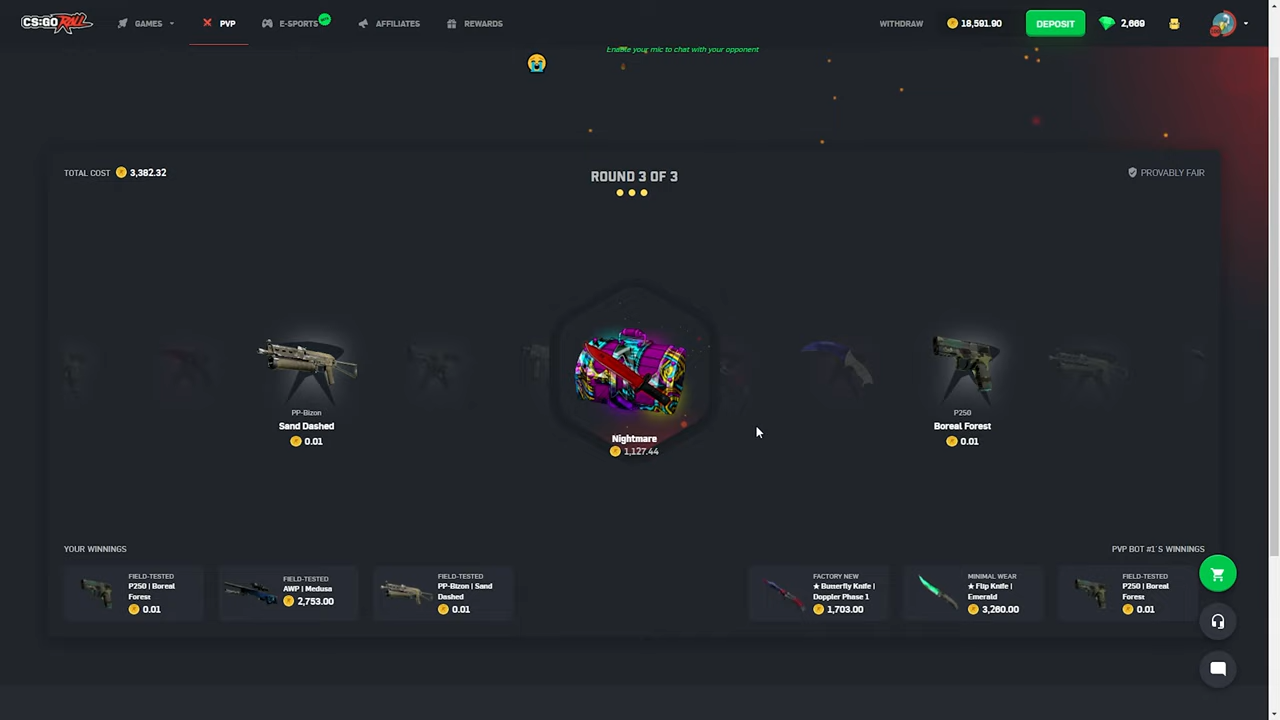 CS:GO ROLL
GAMES
PVP
E-SPORTS
AFFILIATES
REWARDS
WITHDRAW
18,591.90
DEPOSIT
2,669
Enable your mic to chat with your opponent
TOTAL COST 3,382.32
ROUND 3 OF 3
PROVABLY FAIR
PP-Bizon
Sand Dashed
0.01
Nightmare
1,127.44
P250
Boreal Forest
0.01
YOUR WINNINGS
PVP BOT #1`S WINNINGS
FIELD-TESTED
P250 | Boreal
Forest
0.01
FIELD-TESTED
AWP | Medusa
2,753.00
FIELD-TESTED
PP-Bizon | Sand
Dashed
0.01
FACTORY NEW
★ Butterfly Knife |
Doppler Phase 1
1,703.00
MINIMAL WEAR
★ Flip Knife |
Emerald
3,260.00
FIELD-TESTED
P250 | Boreal
Forest
0.01